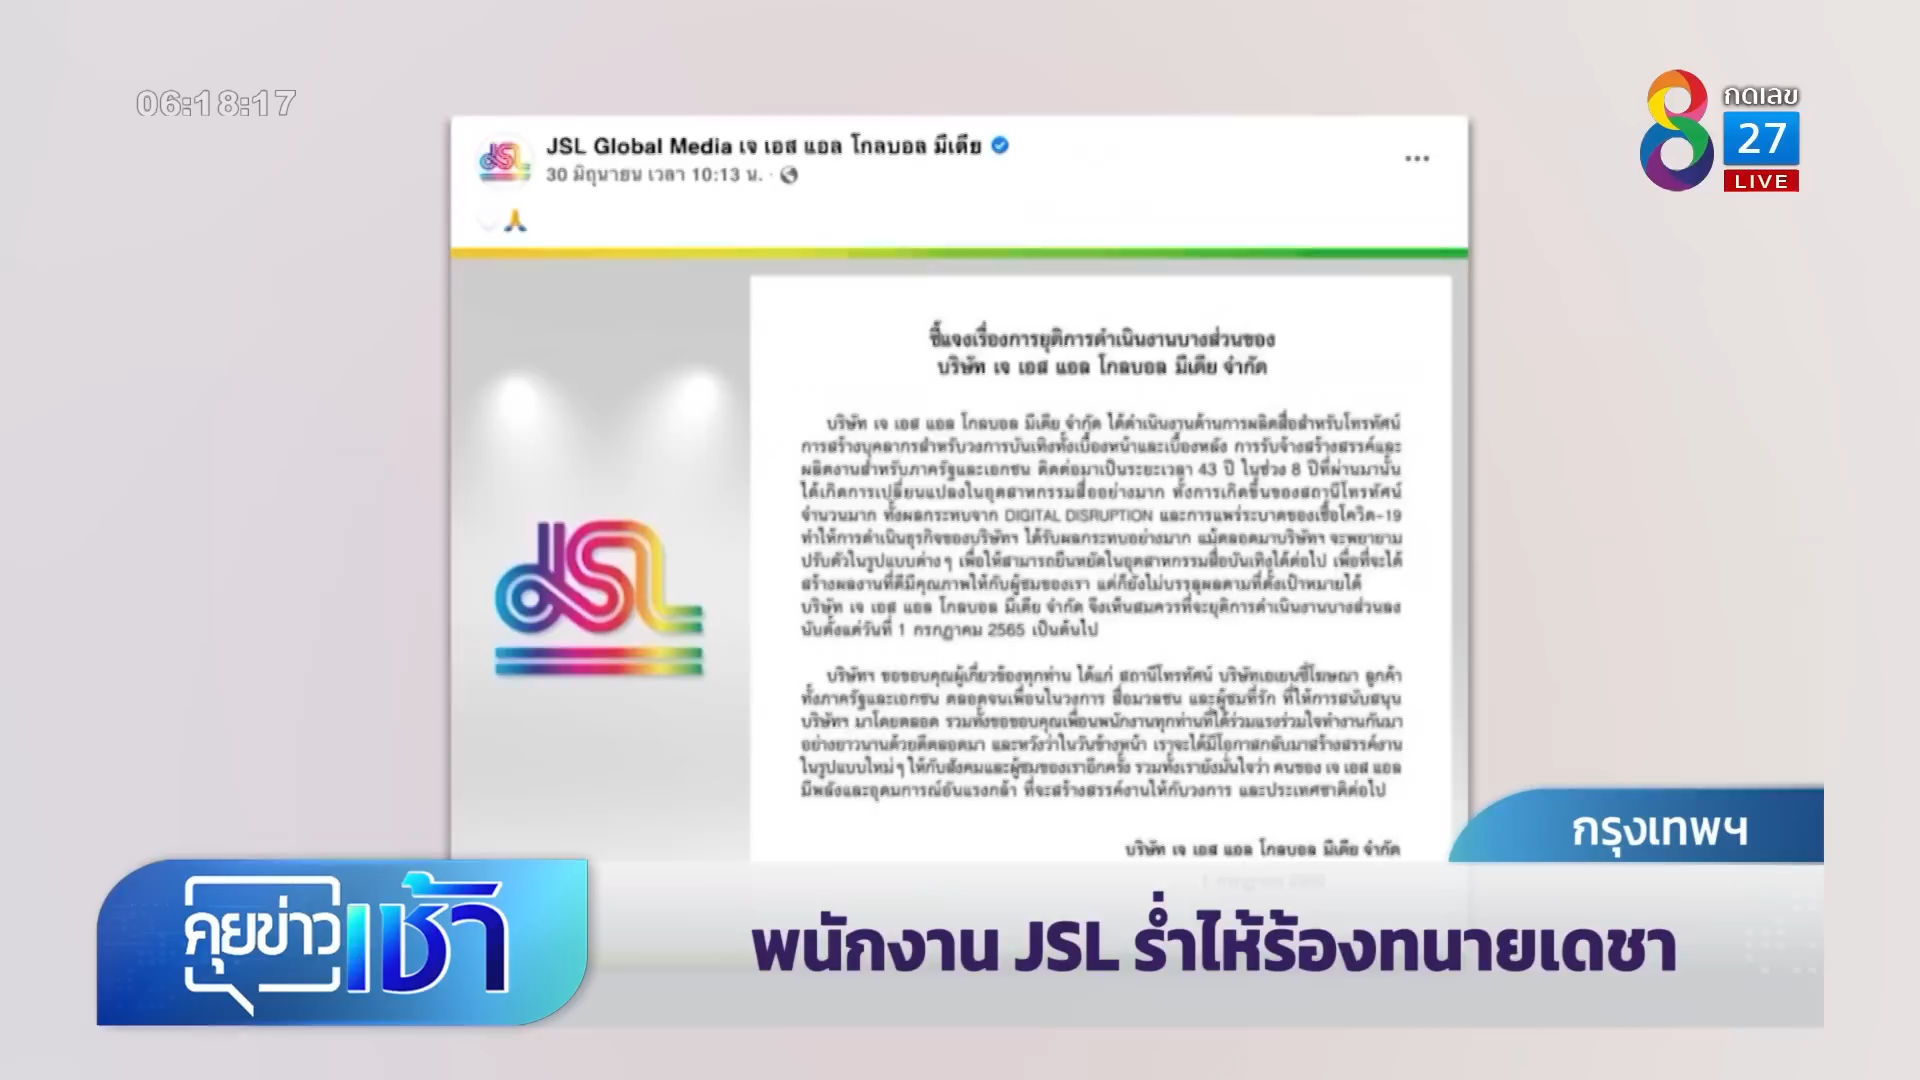 06:18:17
กดเลข
27
LIVE
JSL Global Media เจ เอส แอล โกลบอล มีเดีย
30 มิถุนายน เวลา 10:13 น.
ชี้แจงเรื่องการยุติการดำเนินงานบางส่วนของ
บริษัท เจ เอส แอล โกลบอล มีเดีย จำกัด
บริษัท เจ เอส แอล โกลบอล มีเดีย จำกัด ได้ดำเนินงานด้านการผลิตสื่อสำหรับโทรทัศน์
การสร้างบุคลากรสำหรับวงการบันเทิงทั้งเบื้องหน้าและเบื้องหลัง การรับจ้างสร้างสรรค์และ
ผลิตงานสำหรับภาครัฐและเอกชน ติดต่อมาเป็นระยะเวลา 43 ปี ในช่วง 8 ปีที่ผ่านมานั้น
ได้เกิดการเปลี่ยนแปลงในอุตสาหกรรมสื่ออย่างมาก ทั้งการเกิดขึ้นของสถานีโทรทัศน์
จำนวนมาก ทั้งผลกระทบจาก DIGITAL DISRUPTION และการแพร่ระบาดของเชื้อโควิด-19
ทำให้การดำเนินธุรกิจของบริษัทฯ ได้รับผลกระทบอย่างมาก แม้ตลอดมาบริษัทฯ จะพยายาม
ปรับตัวในรูปแบบต่างๆ เพื่อให้สามารถยืนหยัดในอุตสาหกรรมสื่อบันเทิงได้ต่อไป เพื่อที่จะได้
สร้างผลงานที่ดีมีคุณภาพให้กับผู้ชมของเรา แต่ก็ยังไม่บรรลุผลตามที่ตั้งเป้าหมายได้
บริษัท เจ เอส แอล โกลบอล มีเดีย จำกัด จึงเห็นสมควรที่จะยุติการดำเนินงานบางส่วนลง
นับตั้งแต่วันที่ 1 กรกฎาคม 2565 เป็นต้นไป
บริษัทฯ ขอขอบคุณผู้เกี่ยวข้องทุกท่าน ได้แก่ สถานีโทรทัศน์ บริษัทเอเยนซี่โฆษณา ลูกค้า
ทั้งภาครัฐและเอกชน ตลอดจนเพื่อนในวงการ สื่อมวลชน และผู้ชมที่รัก ที่ให้การสนับสนุน
บริษัทฯ มาโดยตลอด รวมทั้งขอขอบคุณเพื่อนพนักงานทุกท่านที่ได้ร่วมแรงร่วมใจทำงานกันมา
อย่างยาวนานด้วยดีตลอดมา และหวังว่าในวันข้างหน้า เราจะได้มีโอกาสกลับมาสร้างสรรค์งาน
ในรูปแบบใหม่ๆ ให้กับสังคมและผู้ชมของเราอีกครั้ง รวมทั้งเรายังมั่นใจว่า คนของ เจ เอส แอล
มีพลังและอุดมการณ์อันแรงกล้า ที่จะสร้างสรรค์งานให้กับวงการ และประเทศชาติต่อไป
บริษัท เจ เอส แอล โกลบอล มีเดีย จำกัด
JSL
กรุงเทพฯ
คุยข่าวเช้า
พนักงาน JSL ร่ำไห้ร้องทนายเดชา